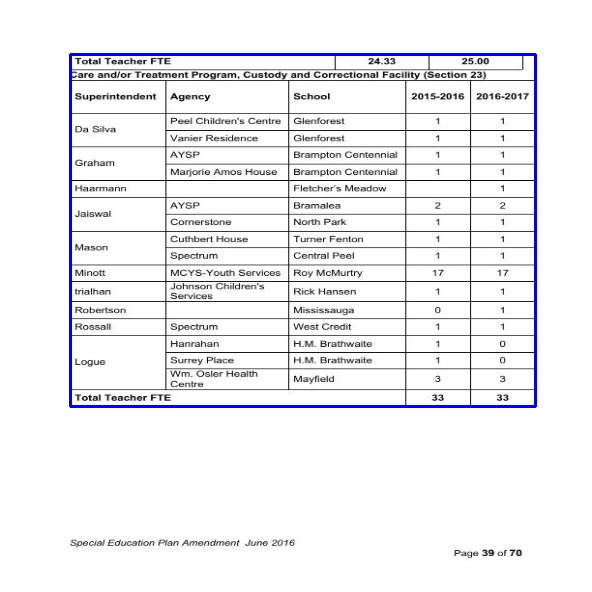 Total Teacher FTE 24.33 25.00
Care and/or Treatment Program, Custody and Correctional Facility (Section 23)
Superintendent Agency School 2015-2016 2016-2017
Da Silva Peel Children's Centre Glenforest 1 1
Vanier Residence Glenforest 1 1
Graham AYSP Brampton Centennial 1 1
Marjorie Amos House Brampton Centennial 1 1
Haarmann Fletcher's Meadow 1
Jaiswal AYSP Bramalea 2 2
Cornerstone North Park 1 1
Mason Cuthbert House Turner Fenton 1 1
Spectrum Central Peel 1 1
Minott MCYS-Youth Services Roy McMurtry 17 17
trialhan Johnson Children's Services Rick Hansen 1 1
Robertson Mississauga 0 1
Rossall Spectrum West Credit 1 1
Logue Hanrahan H.M. Brathwaite 1 0
Surrey Place H.M. Brathwaite 1 0
Wm. Osler Health Centre Mayfield 3 3
Total Teacher FTE 33 33
Special Education Plan Amendment June 2016
Page 39 of 70